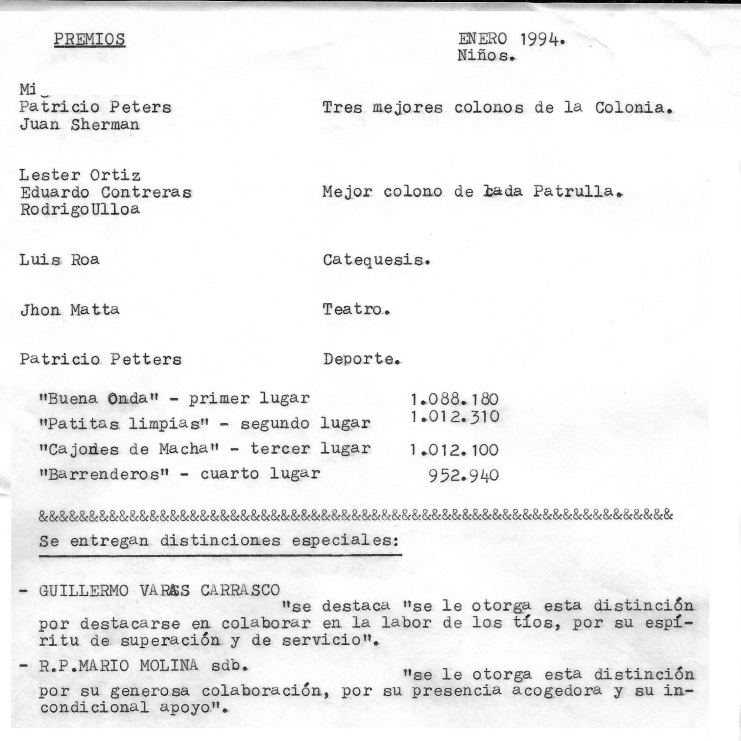 PREMIOS ENERO 1994.
Niños.
Mi_
Patricio Peters Tres mejores colonos de la Colonia.
Juan Sherman
Lester Ortiz
Eduardo Contreras Mejor colono de cada Patrulla.
RodrigoUlloa
Luis Roa Catequesis.
Jhon Matta Teatro.
Patricio Petters Deporte.
"Buena Onda" - primer lugar 1.088.180
"Patitas limpias" - segundo lugar 1.012.310
"Cajones de Macha" - tercer lugar 1.012.100
"Barrenderos" - cuarto lugar 952.940
&&&&&&&&&&&&&&&&&&&&&&&&&&&&&&&&&&&&&&&&&&&&&&&&&&&&&&&&&&&&&&&
Se entregan distinciones especiales:
- GUILLERMO VARAS CARRASCO
"se destaca "se le otorga esta distinción
por destacarse en colaborar en la labor de los tíos, por su espí-
ritu de superación y de servicio".
- R.P.MARIO MOLINA sdb.
"se le otorga esta distinción
por su generosa colaboración, por su presencia acogedora y su in-
condicional apoyo".